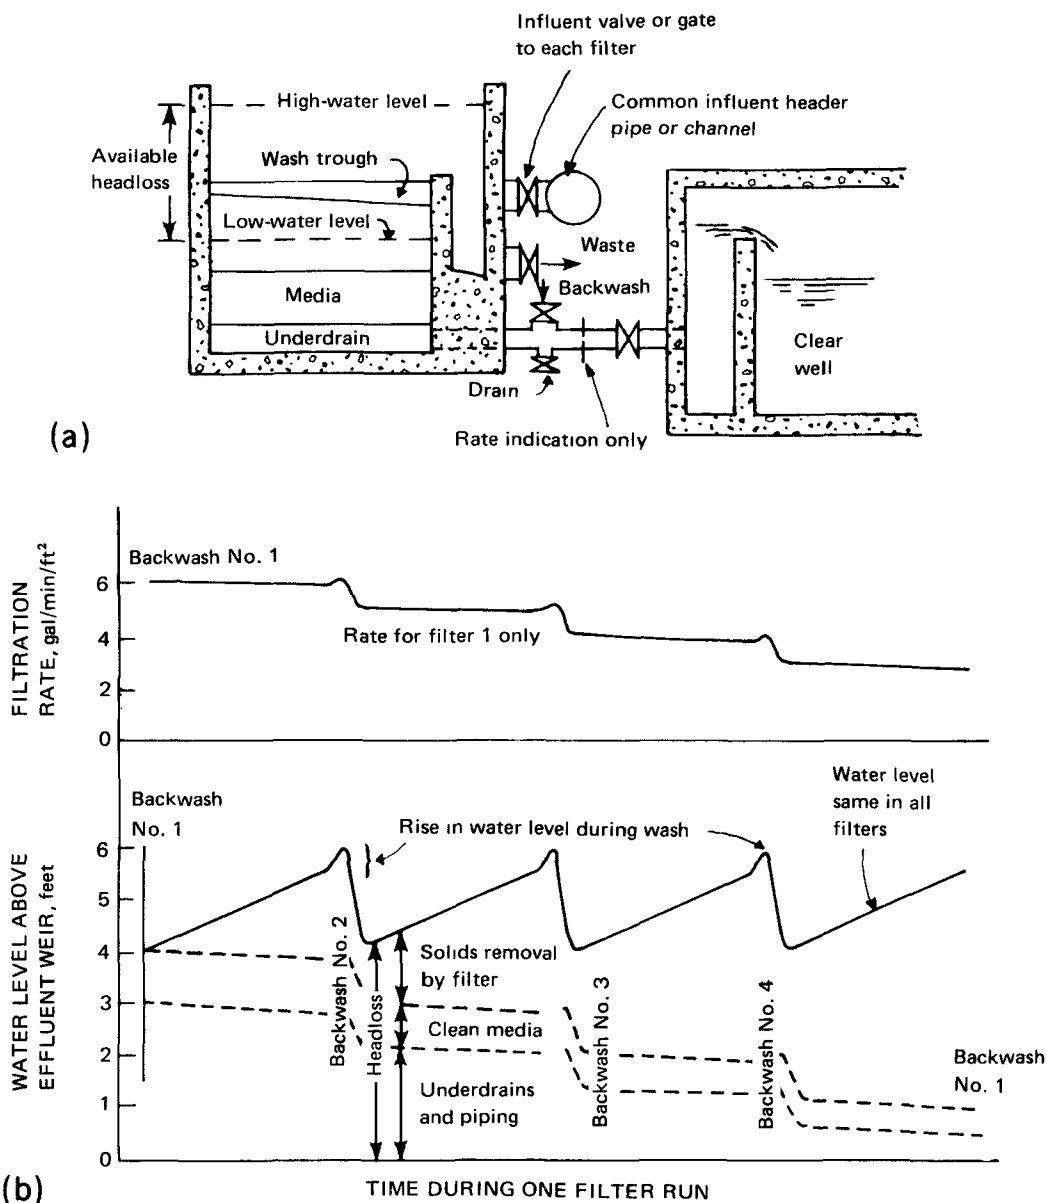 Influent valve or gate
to each filter
High-water level
Common influent header
pipe or channel
Available
headloss
Wash trough
Low-water level
Waste
Backwash
Media
Underdrain
Clear
well
Drain
Rate indication only
(a)
FILTRATION
RATE, gal/min/ft²
6
4
2
0
Backwash No. 1
Rate for filter 1 only
WATER LEVEL ABOVE
EFFLUENT WEIR, feet
6
5
4
3
2
1
0
Backwash
No. 1
Rise in water level during wash
Water level
same in all
filters
Backwash No. 2
Headloss
Solids removal
by filter
Clean media
Underdrains
and piping
Backwash No. 3
Backwash No. 4
Backwash
No. 1
(b)
TIME DURING ONE FILTER RUN